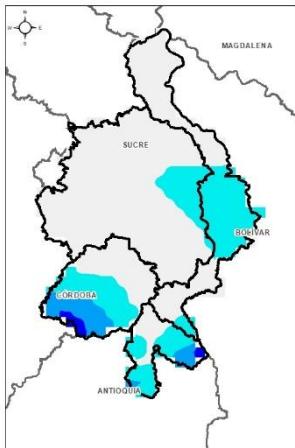 N
W E
S
MAGDALENA
SUCRE
BOLIVAR
CORDOBA
ANTIOQUIA